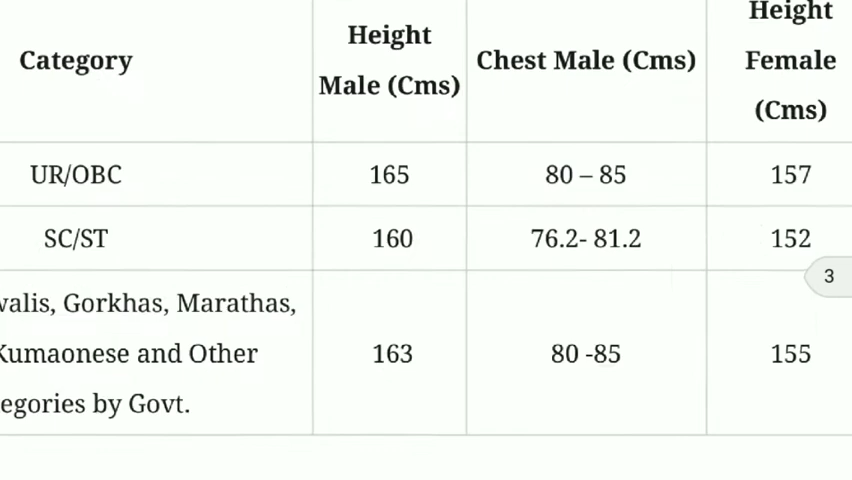 Category
Height
Male (Cms)
Chest Male (Cms)
Height
Female
(Cms)
UR/OBC 165 80 – 85 157
SC/ST 160 76.2- 81.2 152
3
walis, Gorkhas, Marathas,
Kumaonese and Other
egories by Govt.
163 80 -85 155